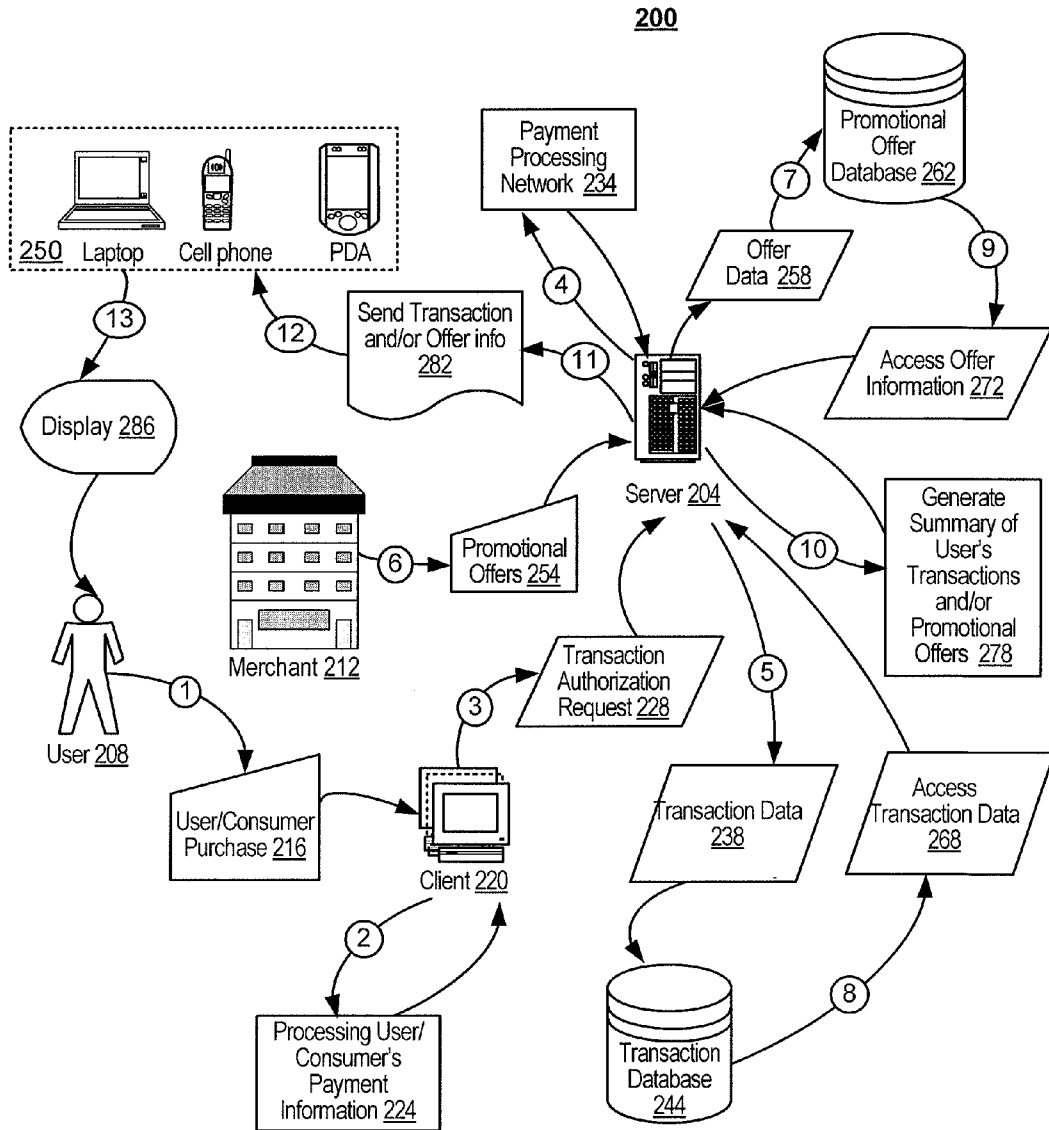 200
Payment
Processing
Network 234
Promotional
Offer
Database 262
7
250 Laptop
Cell phone
PDA
4
Offer
Data 258
9
13
12
Send Transaction
and/or Offer info
282
11
Access Offer
Information 272
Display 286
Server 204
Generate
Summary of
User's
Transactions
and/or
Promotional
Offers 278
10
6
Promotional
Offers 254
Merchant 212
Transaction
Authorization
Request 228
5
1
3
User 208
User/Consumer
Purchase 216
Client 220
Transaction Data
238
Access
Transaction Data
268
2
8
Processing User/
Consumer's
Payment
Information 224
Transaction
Database
244